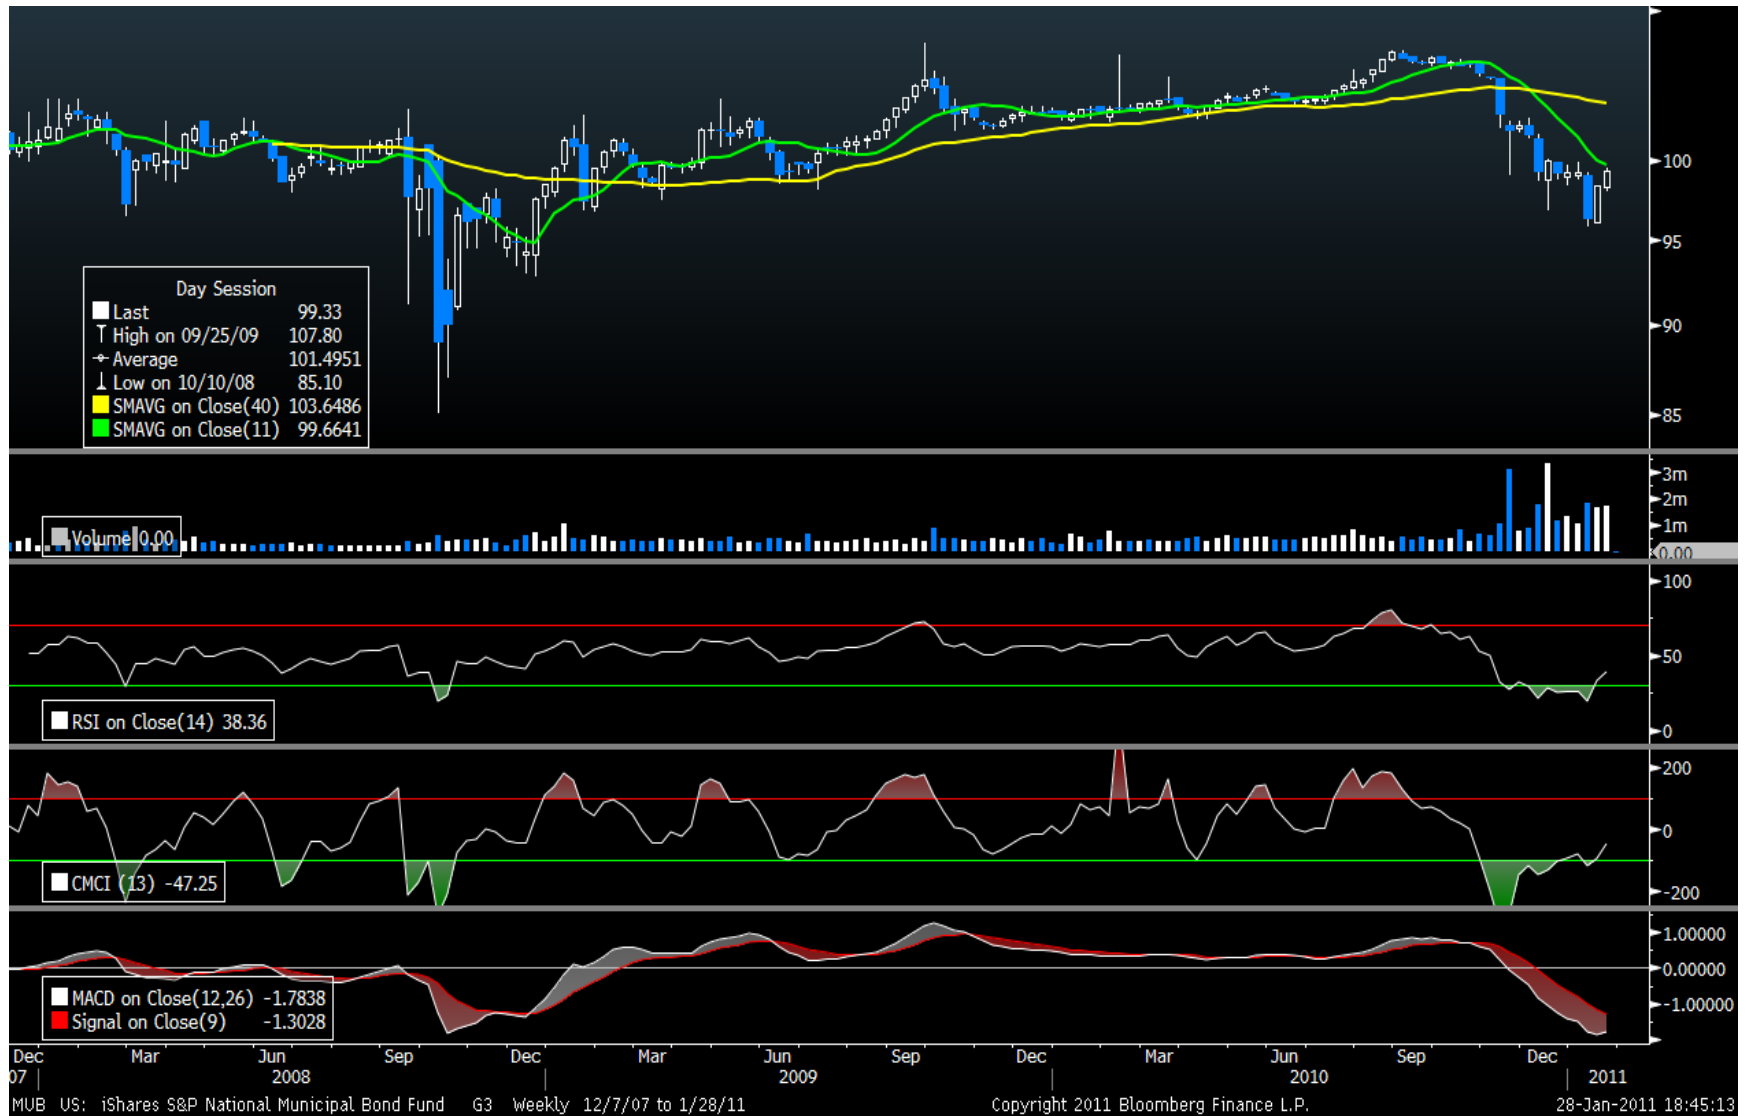 100
95
90
85
Day Session
Last 99.33
High on 09/25/09 107.80
Average 101.4951
Low on 10/10/08 85.10
SMAVG on Close(40) 103.6486
SMAVG on Close(11) 99.6641
3m
2m
1m
0.00
Volume 0.00
100
50
0
RSI on Close(14) 38.36
200
0
-200
CMCI (13) -47.25
1.00000
0.00000
-1.00000
MACD on Close(12,26) -1.7838
Signal on Close(9) -1.3028
Dec Mar Jun Sep Dec Mar Jun Sep Dec Mar Jun Sep Dec
07 2008 2009 2010 2011
MUB US: iShares S&P National Municipal Bond Fund G3 Weekly 12/7/07 to 1/28/11 Copyright 2011 Bloomberg Finance L.P. 28-Jan-2011 18:45:13